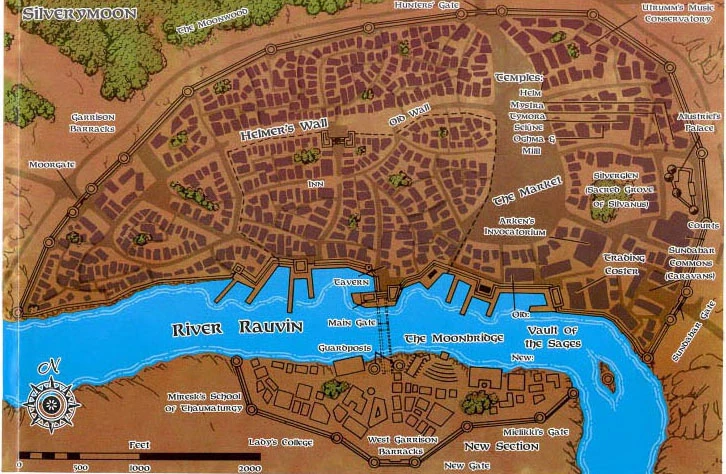 Silverymoon
The Moonwood
Hunters' Gate
Utrumm's Music
Conservatory
Temples:
Helm
Mystra
Tymora
Selûne
Oghma &
Milil
Garrison
Barracks
Helmer's Wall
Old Wall
Alustriel's
Palace
Moorgate
Inn
The Market
Silverglen
(Sacred Grove
of Silvanus)
Arken's
Invocatorium
Courts
Trading
Coster
Sundabar
Commons
(Caravans)
Tavern
Sundabar Gate
River Rauvin
Main Gate
The Moonbridge
Old:
Vault of
the Sages
New:
Guardposts
N
Miresk's School
of Thaumaturgy
Lady's College
West Garrison
Barracks
Mielikki's Gate
New Section
New Gate
Feet
0 500 1000 2000